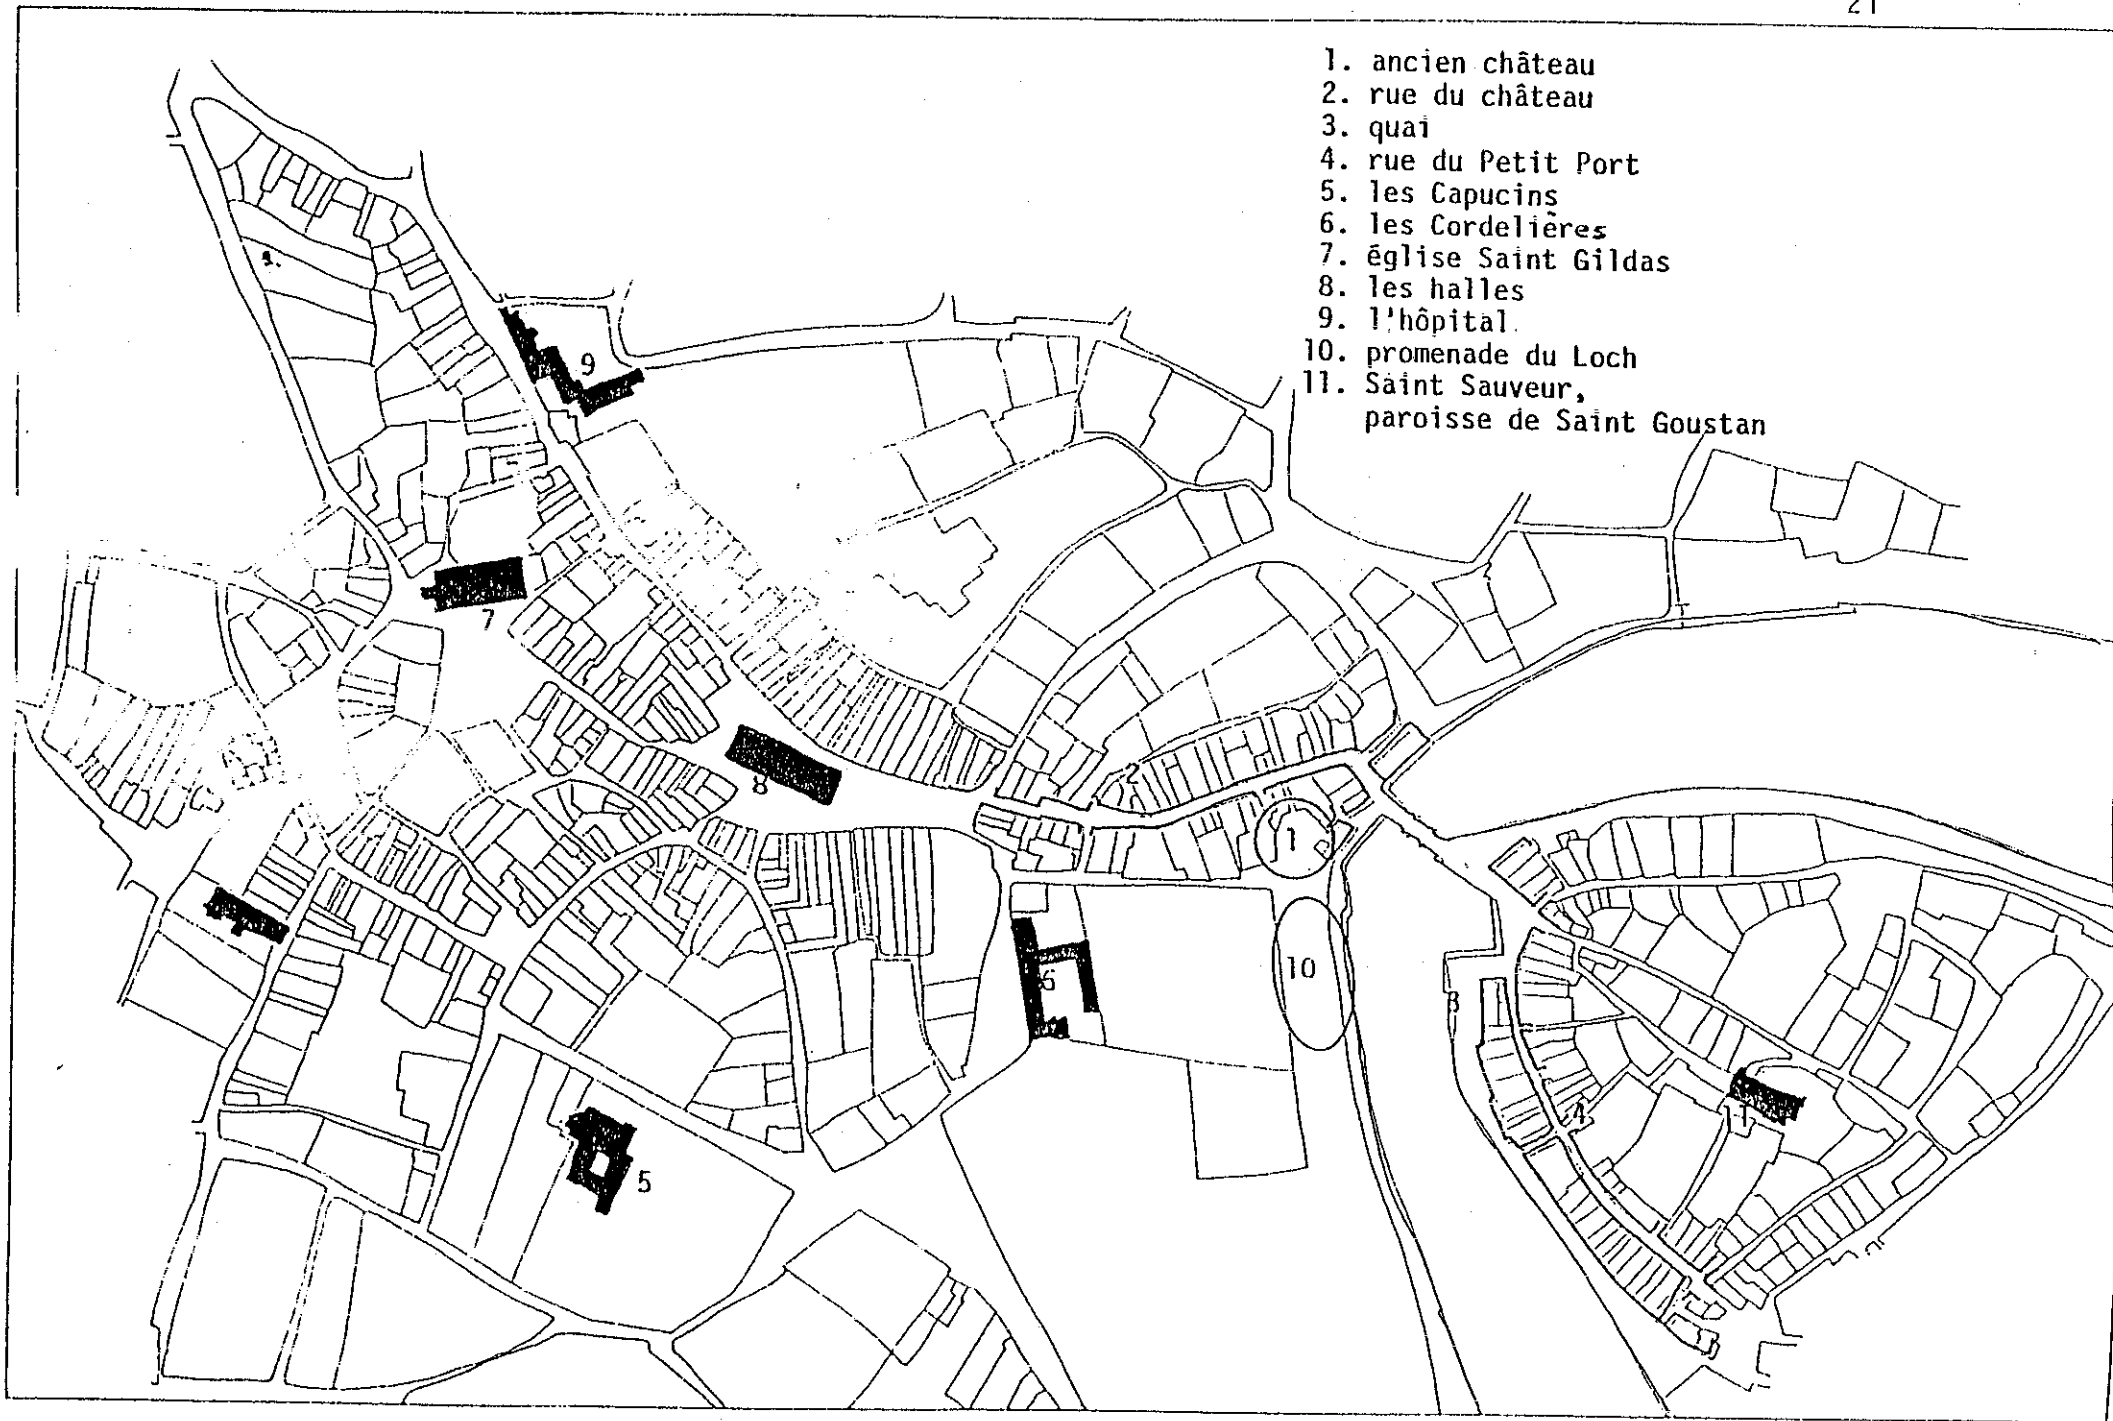 21
1. ancien château
2. rue du château
3. quai
4. rue du Petit Port
5. les Capucins
6. les Cordelières
7. église Saint Gildas
8. les halles
9. l'hôpital.
10. promenade du Loch
11. Saint Sauveur,
paroisse de Saint Goustan
9
7
8
2
1
6
10
3
4
11
5